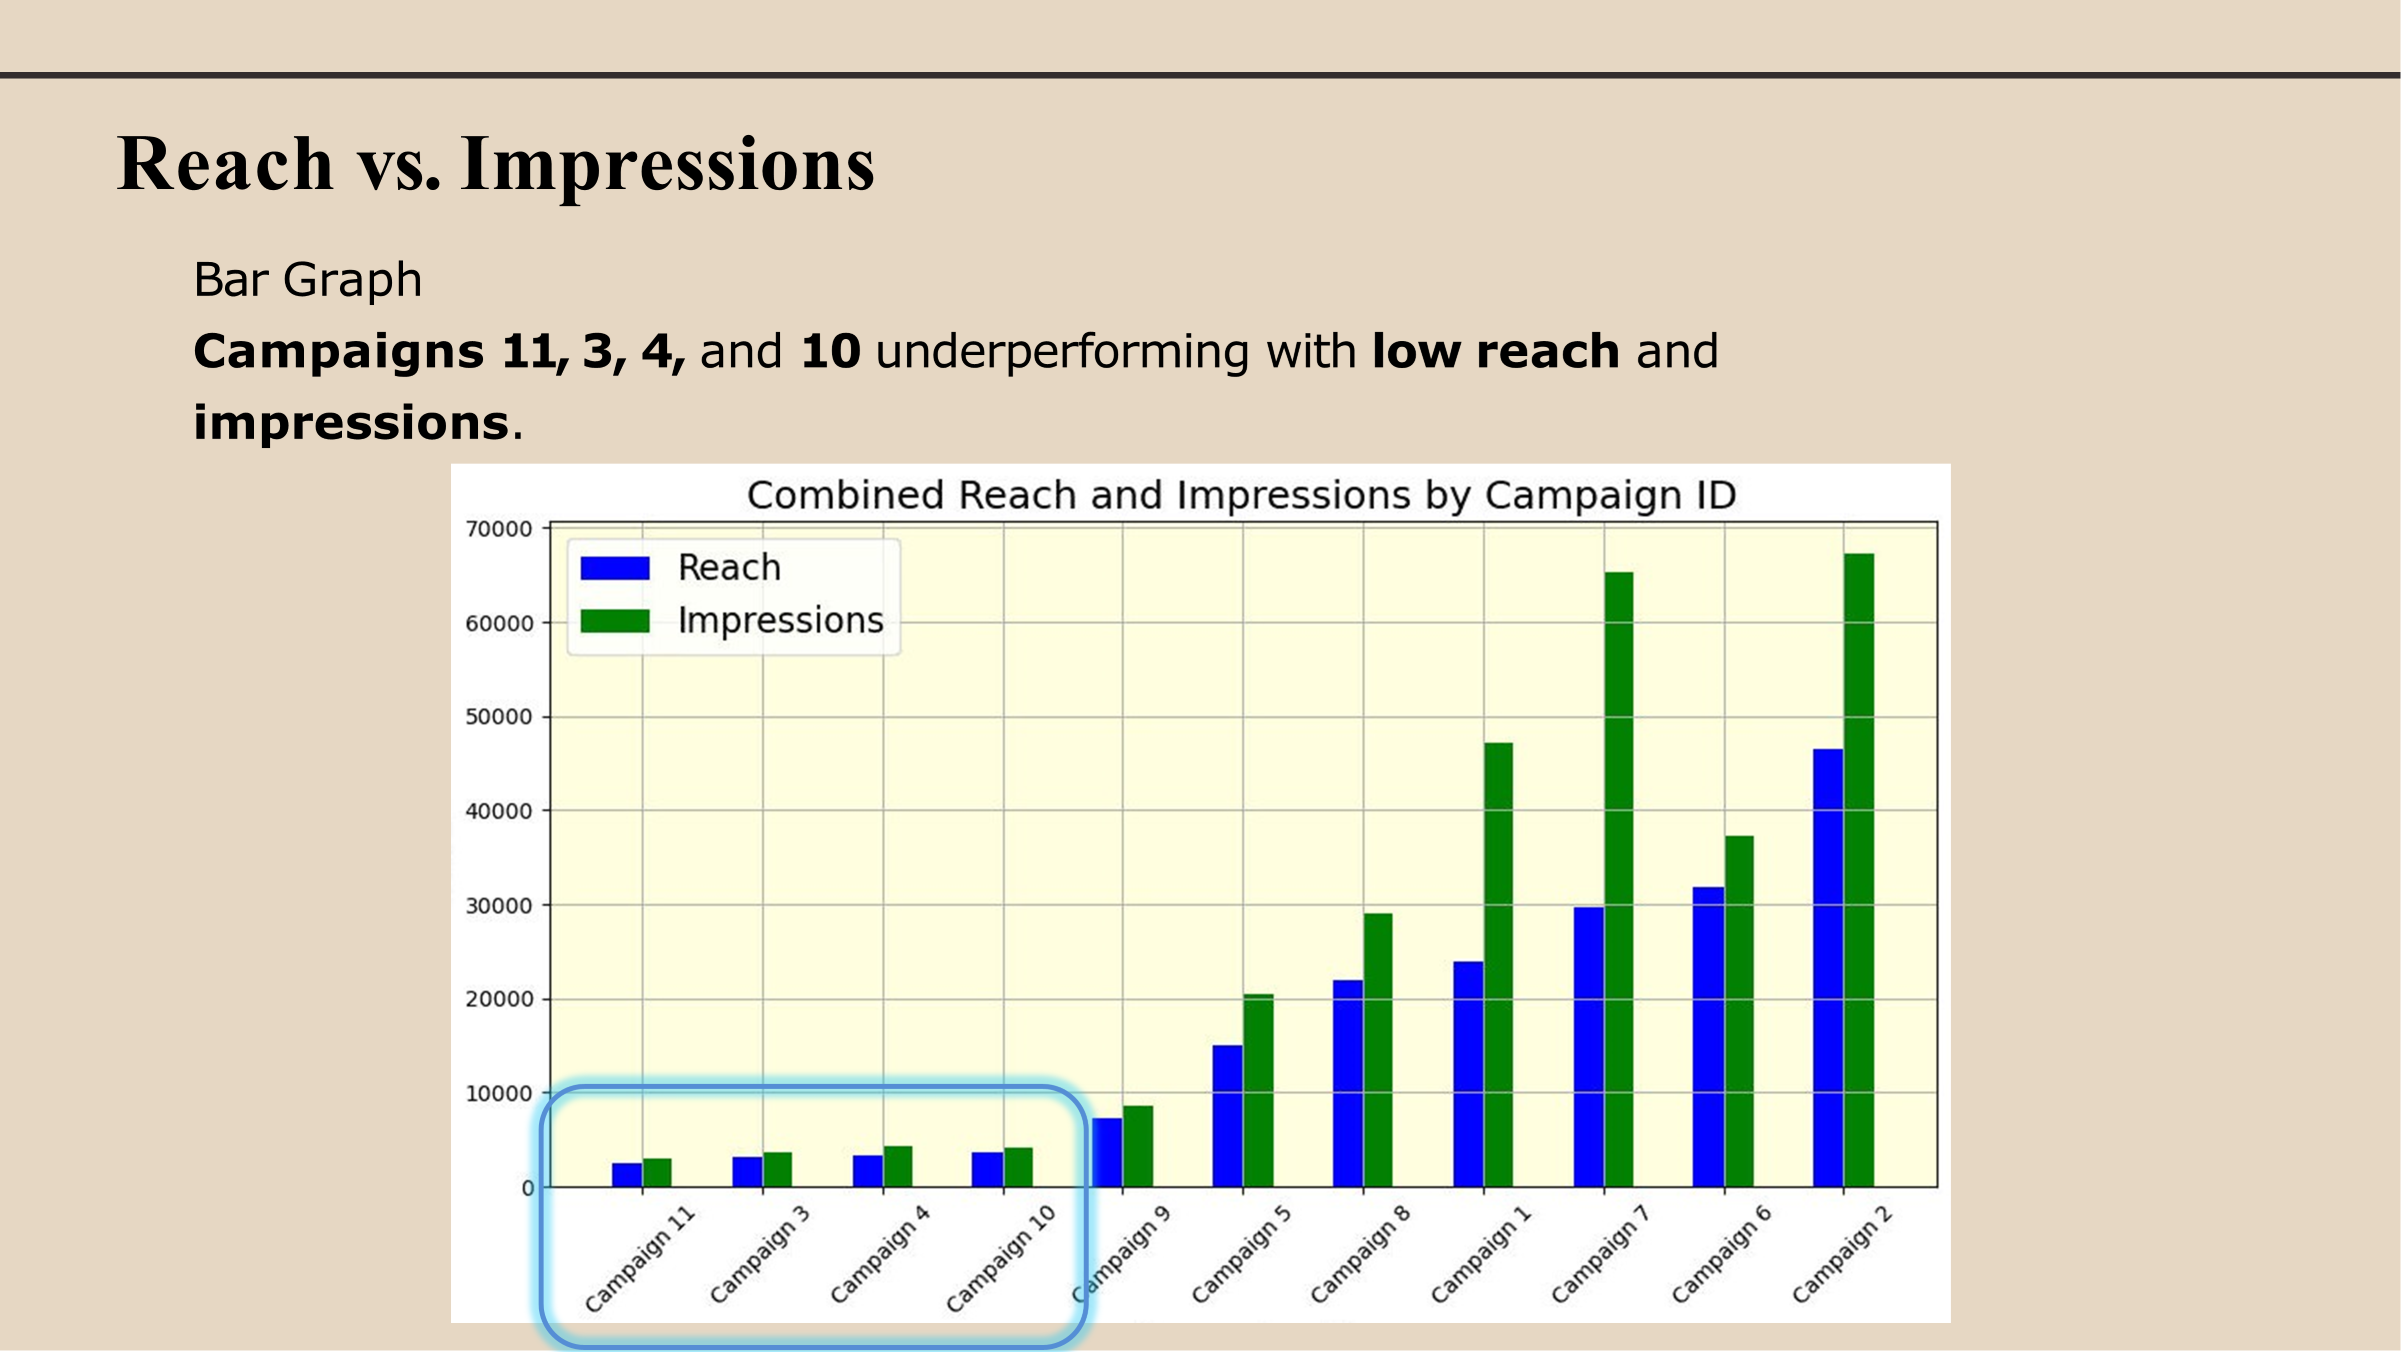 Reach vs. Impressions
Bar Graph
Campaigns 11, 3, 4, and 10 underperforming with low reach and
impressions.
Combined Reach and Impressions by Campaign ID
70000
60000
50000
40000
30000
20000
10000
0
Reach
Impressions
Campaign 11
Campaign 3
Campaign 4
Campaign 10
Campaign 9
Campaign 5
Campaign 8
Campaign 1
Campaign 7
Campaign 6
Campaign 2